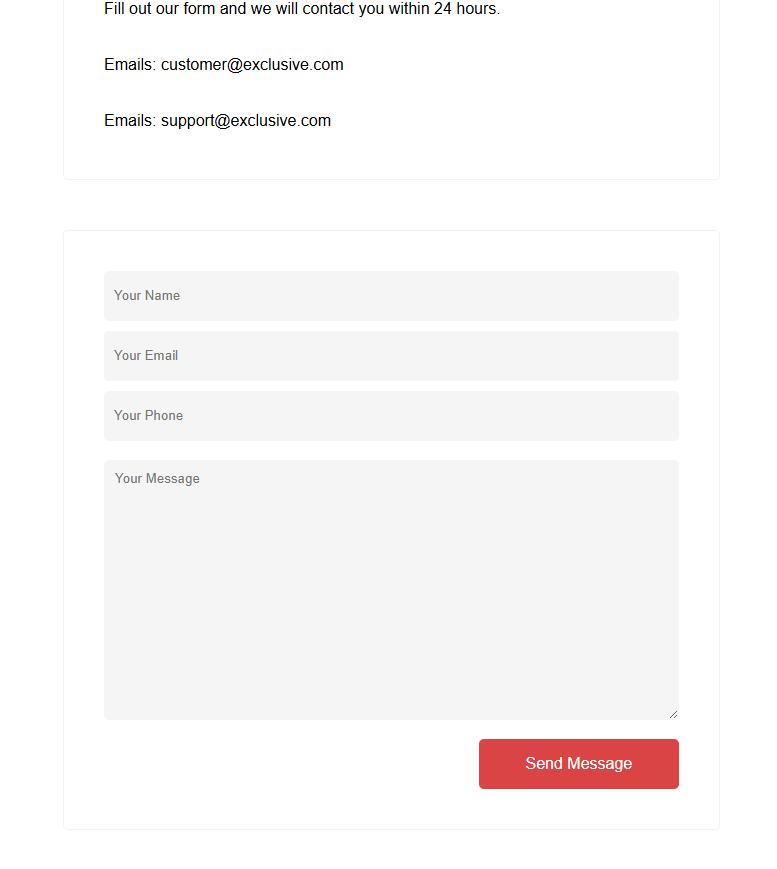 Fill out our form and we will contact you within 24 hours.
Emails: customer@exclusive.com
Emails: support@exclusive.com
Your Name
Your Email
Your Phone
Your Message
Send Message